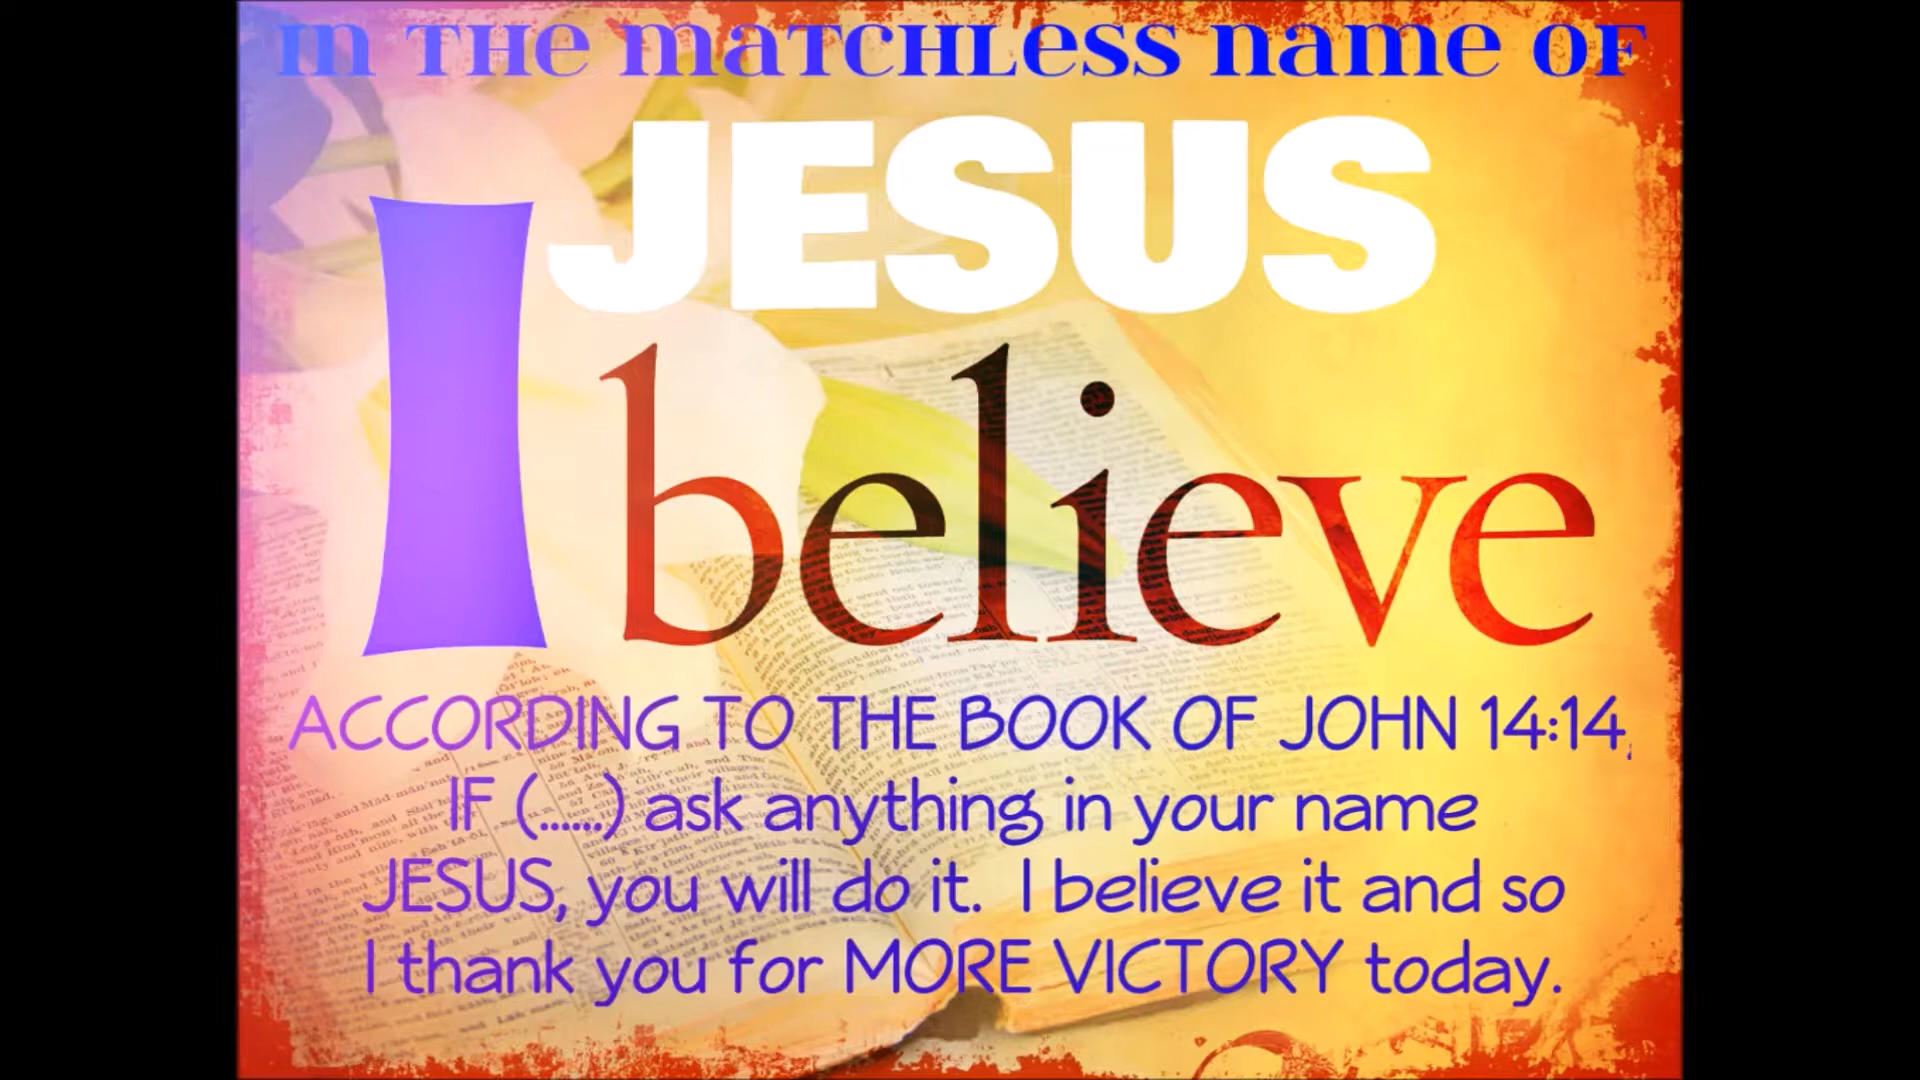 In THE MATCHLESS name OF
JESUS
I believe
ACCORDING TO THE BOOK OF JOHN 14:14,
IF (......) ask anything in your name
JESUS, you will do it. I believe it and so
I thank you for MORE VICTORY today.